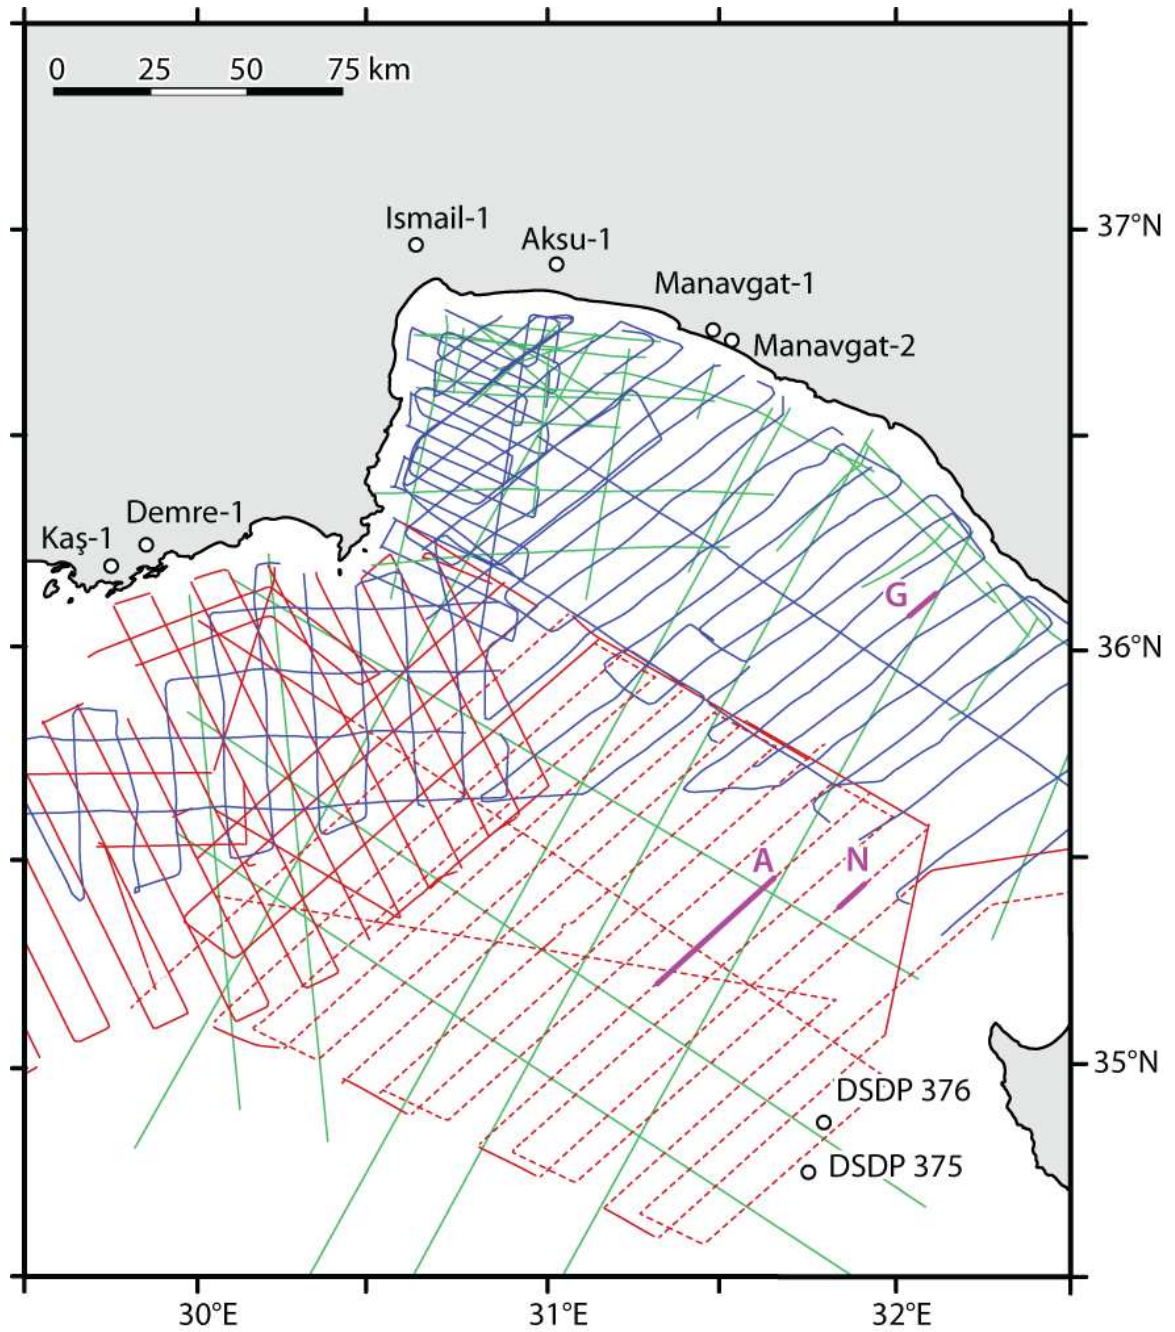 0 25 50 75 km
Ismail-1
37°N
Aksu-1
Manavgat-1
Manavgat-2
Demre-1
Kaş-1
G
36°N
A N
35°N
DSDP 376
DSDP 375
30°E 31°E 32°E